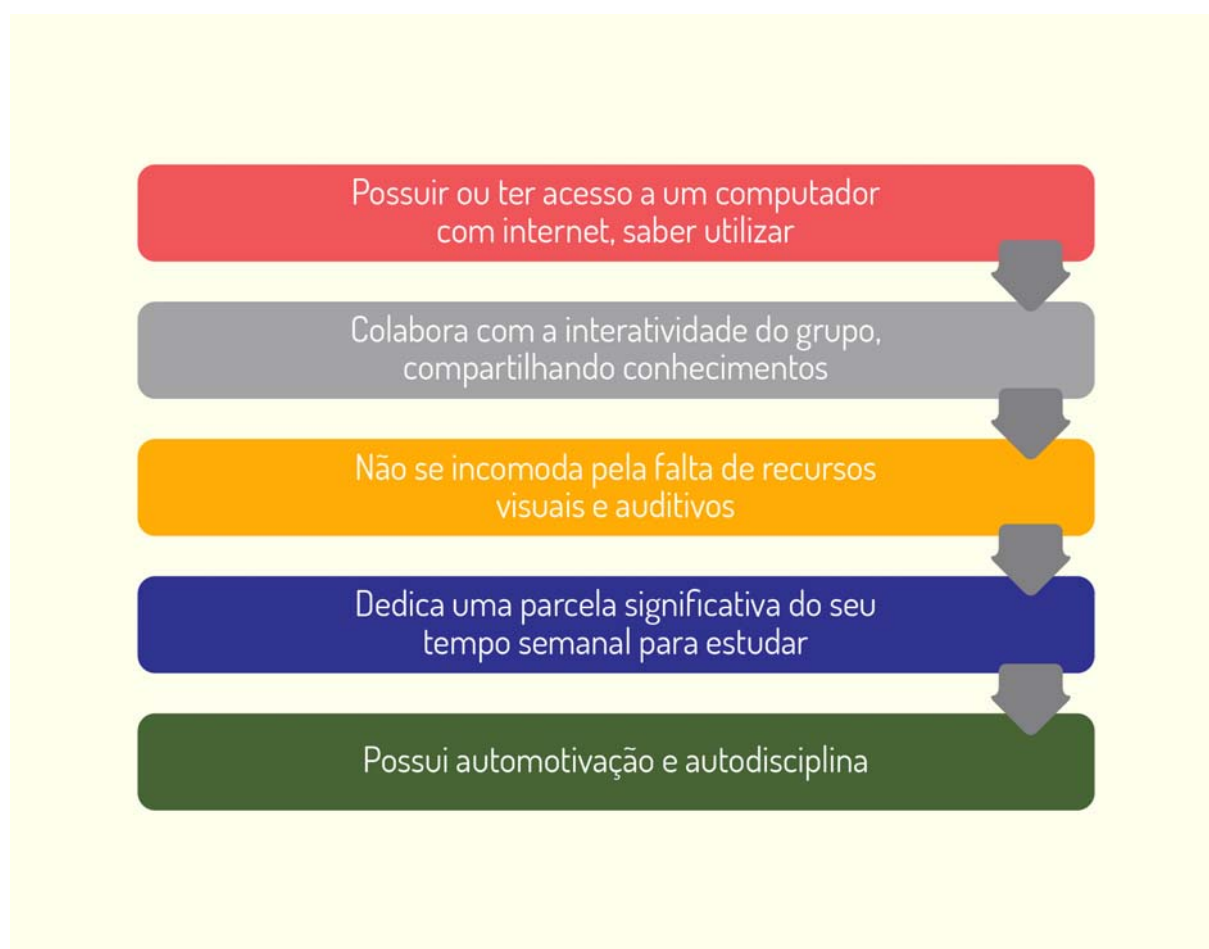 Possuir ou ter acesso a um computador
com internet, saber utilizar
Colabora com a interatividade do grupo,
compartilhando conhecimentos
Não se incomoda pela falta de recursos
visuais e auditivos
Dedica uma parcela significativa do seu
tempo semanal para estudar
Possui automotivação e autodisciplina